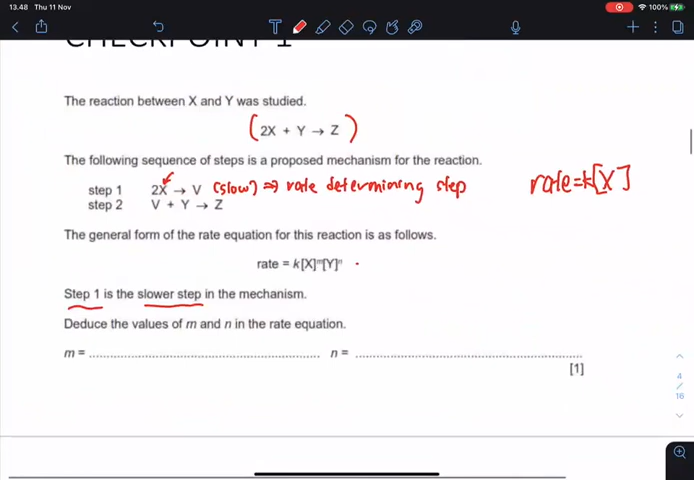 13.48 Thu 11 Nov
100%
CHECKPOINT 1
The reaction between X and Y was studied.
(2X + Y → Z)
The following sequence of steps is a proposed mechanism for the reaction.
step 1 2X → V (slow) ⇒ rate determining step rate = k[X]
step 2 V + Y → Z
The general form of the rate equation for this reaction is as follows.
rate = k[X]ᵐ[Y]ⁿ
Step 1 is the slower step in the mechanism.
Deduce the values of m and n in the rate equation.
m = .............................................................. n = ..............................................................
[1]
4
/
16